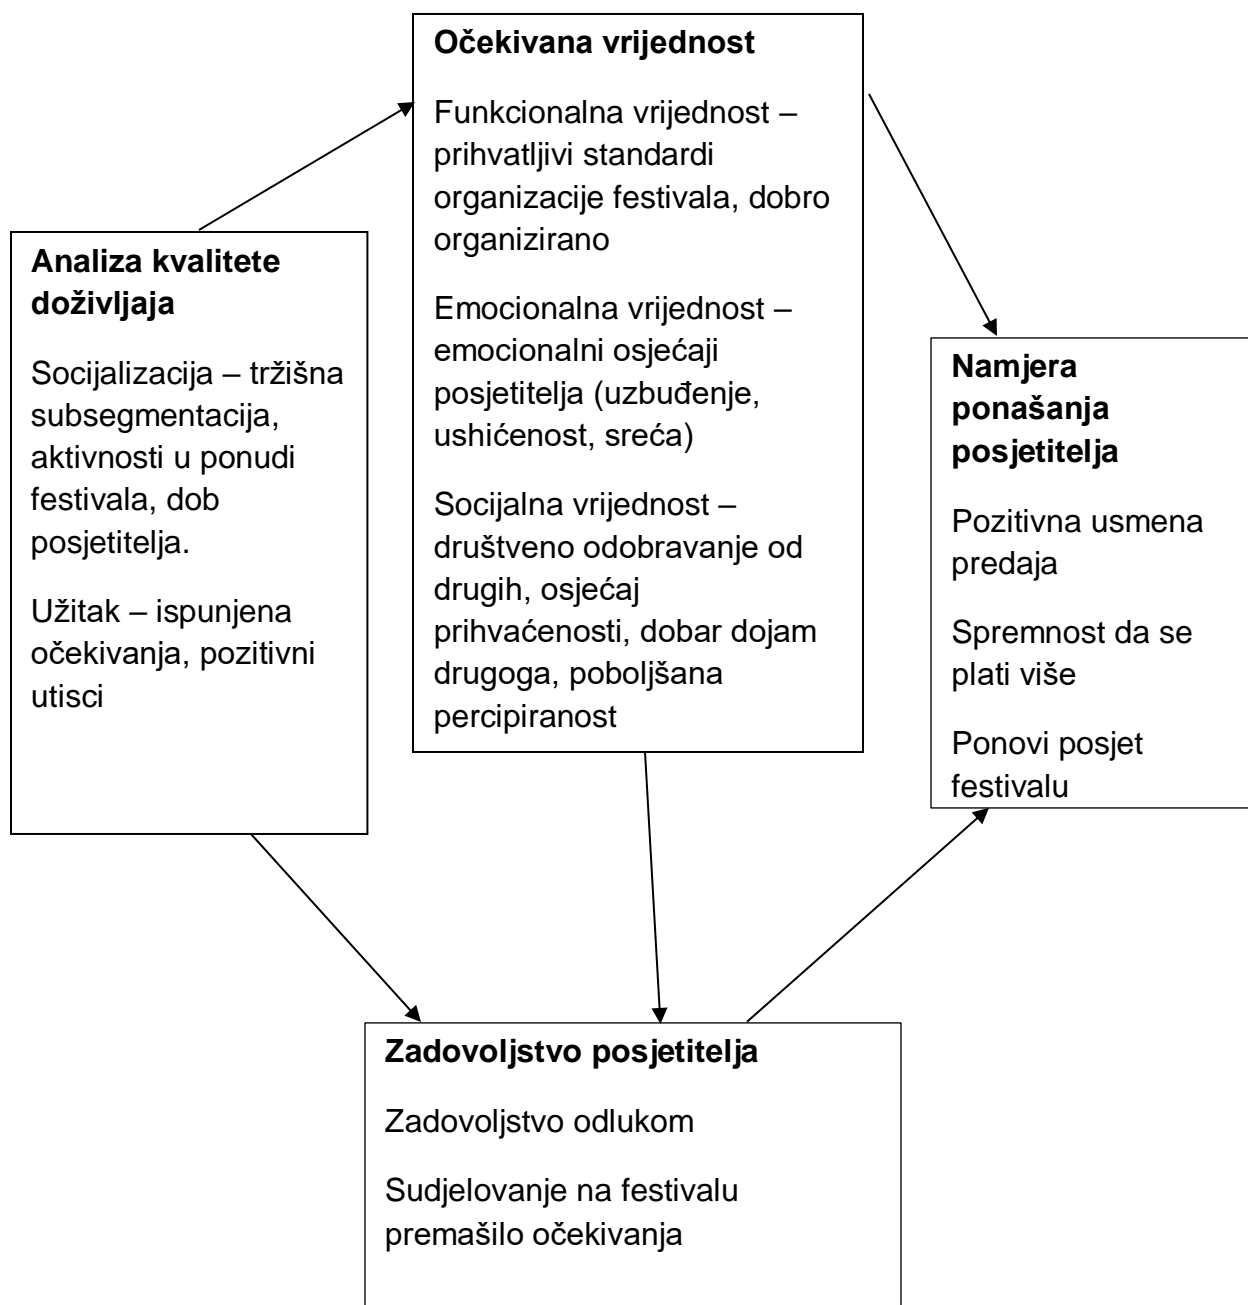 Očekivana vrijednost
Funkcionalna vrijednost –
prihvatljivi standardi
organizacije festivala, dobro
organizirano
Emocionalna vrijednost –
emocionalni osjećaji
posjetitelja (uzbuđenje,
ushićenost, sreća)
Socijalna vrijednost –
društveno odobravanje od
drugih, osjećaj
prihvaćenosti, dobar dojam
drugoga, poboljšana
percipiranost
Analiza kvalitete
doživljaja
Socijalizacija – tržišna
subsegmentacija,
aktivnosti u ponudi
festivala, dob
posjetitelja.
Užitak – ispunjena
očekivanja, pozitivni
utisci
Namjera
ponašanja
posjetitelja
Pozitivna usmena
predaja
Spremnost da se
plati više
Ponovi posjet
festivalu
Zadovoljstvo posjetitelja
Zadovoljstvo odlukom
Sudjelovanje na festivalu
premašilo očekivanja